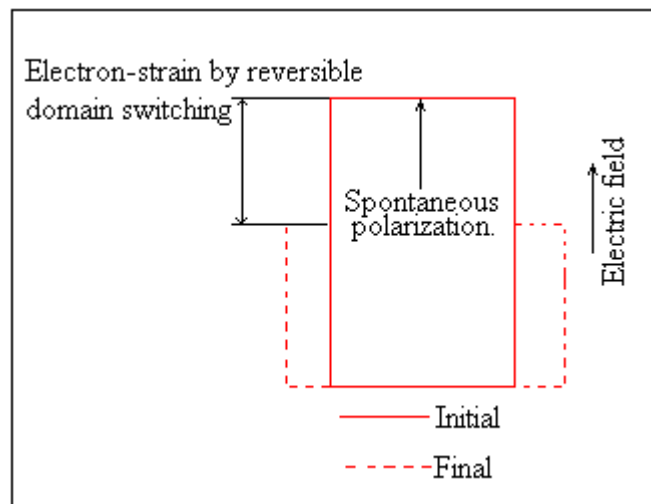 Electron-strain by reversible
domain switching
Spontaneous
polarization.
Electric field
Initial
Final